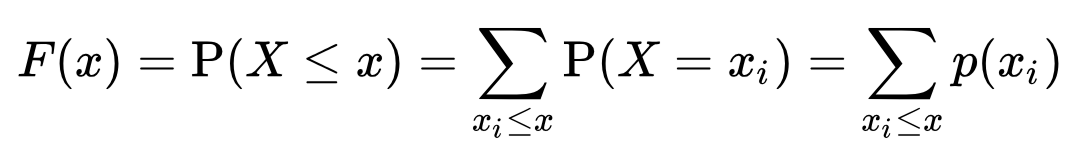 F(x) = P(X ≤ x) = ∑_{x_i ≤ x} P(X = x_i) = ∑_{x_i ≤ x} p(x_i)